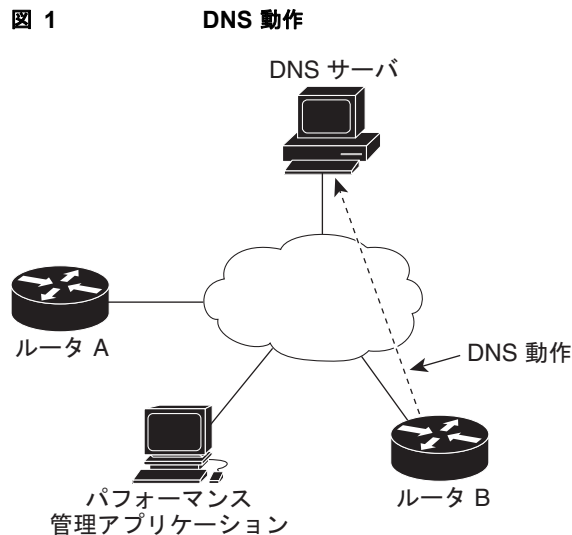 図 1 DNS 動作
DNS サーバ
ルータ A
DNS 動作
パフォーマンス
管理アプリケーション
ルータ B